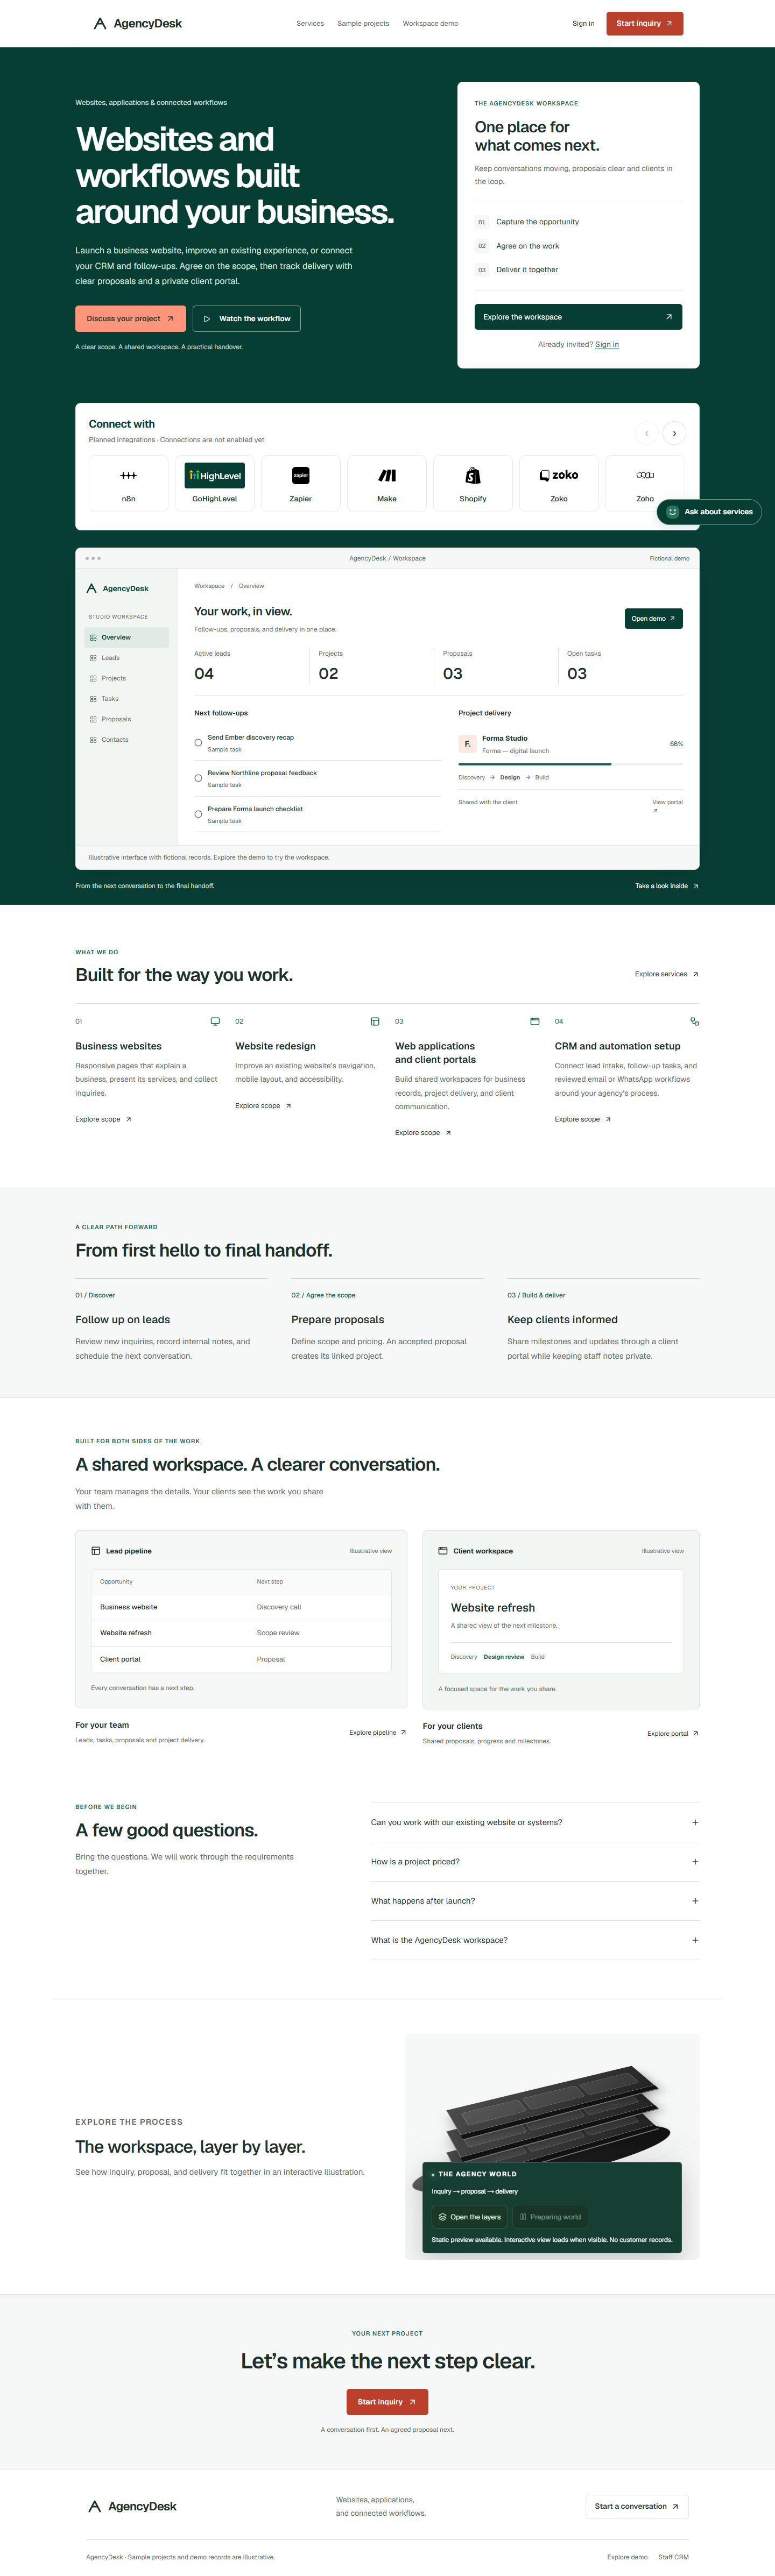 AgencyDesk
Services
Sample projects
Workspace demo
Sign in
Start inquiry
Websites, applications & connected workflows
Websites and
workflows built
around your business.
Launch a business website, improve an existing experience, or connect
your CRM and follow-ups. Agree on the scope, then track delivery with
clear proposals and a private client portal.
Discuss your project
Watch the workflow
A clear scope. A shared workspace. A practical handover.
THE AGENCYDESK WORKSPACE
One place for
what comes next.
Keep conversations moving, proposals clear and clients in
the loop.
01 Capture the opportunity
02 Agree on the work
03 Deliver it together
Explore the workspace
Already invited? Sign in
Connect with
Planned integrations · Connections are not enabled yet
n8n
HighLevel
GoHighLevel
zapier
Zapier
Make
Shopify
zoko
Zoko
Zoho
Ask about services
AgencyDesk / Workspace
Fictional demo
AgencyDesk
STUDIO WORKSPACE
Overview
Leads
Projects
Tasks
Proposals
Contacts
Workspace / Overview
Your work, in view.
Follow-ups, proposals, and delivery in one place.
Open demo
Active leads
04
Projects
02
Proposals
03
Open tasks
03
Next follow-ups
Send Ember discovery recap
Sample task
Review Northline proposal feedback
Sample task
Prepare Forma launch checklist
Sample task
Project delivery
F.
Forma Studio
Forma — digital launch
68%
Discovery → Design → Build
Shared with the client
View portal
Illustrative interface with fictional records. Explore the demo to try the workspace.
From the next conversation to the final handoff.
Take a look inside
WHAT WE DO
Built for the way you work.
Explore services
01
Business websites
Responsive pages that explain a
business, present its services, and collect
inquiries.
Explore scope
02
Website redesign
Improve an existing website's navigation,
mobile layout, and accessibility.
Explore scope
03
Web applications
and client portals
Build shared workspaces for business
records, project delivery, and client
communication.
Explore scope
04
CRM and automation setup
Connect lead intake, follow-up tasks, and
reviewed email or WhatsApp workflows
around your agency's process.
Explore scope
A CLEAR PATH FORWARD
From first hello to final handoff.
01 / Discover
Follow up on leads
Review new inquiries, record internal notes, and
schedule the next conversation.
02 / Agree the scope
Prepare proposals
Define scope and pricing. An accepted proposal
creates its linked project.
03 / Build & deliver
Keep clients informed
Share milestones and updates through a client
portal while keeping staff notes private.
BUILT FOR BOTH SIDES OF THE WORK
A shared workspace. A clearer conversation.
Your team manages the details. Your clients see the work you share
with them.
Lead pipeline
Illustrative view
Opportunity
Next step
Business website
Discovery call
Website refresh
Scope review
Client portal
Proposal
Every conversation has a next step.
For your team
Leads, tasks, proposals and project delivery.
Explore pipeline
Client workspace
Illustrative view
YOUR PROJECT
Website refresh
A shared view of the next milestone.
Discovery
Design review
Build
A focused space for the work you share.
For your clients
Shared proposals, progress and milestones.
Explore portal
BEFORE WE BEGIN
A few good questions.
Bring the questions. We will work through the requirements
together.
Can you work with our existing website or systems?
How is a project priced?
What happens after launch?
What is the AgencyDesk workspace?
EXPLORE THE PROCESS
The workspace, layer by layer.
See how inquiry, proposal, and delivery fit together in an interactive illustration.
THE AGENCY WORLD
Inquiry → proposal → delivery
Open the layers
Preparing world
Static preview available. Interactive view loads when visible. No customer records.
YOUR NEXT PROJECT
Let’s make the next step clear.
Start inquiry
A conversation first. An agreed proposal next.
AgencyDesk
Websites, applications,
and connected workflows.
Start a conversation
AgencyDesk · Sample projects and demo records are illustrative.
Explore demo
Staff CRM